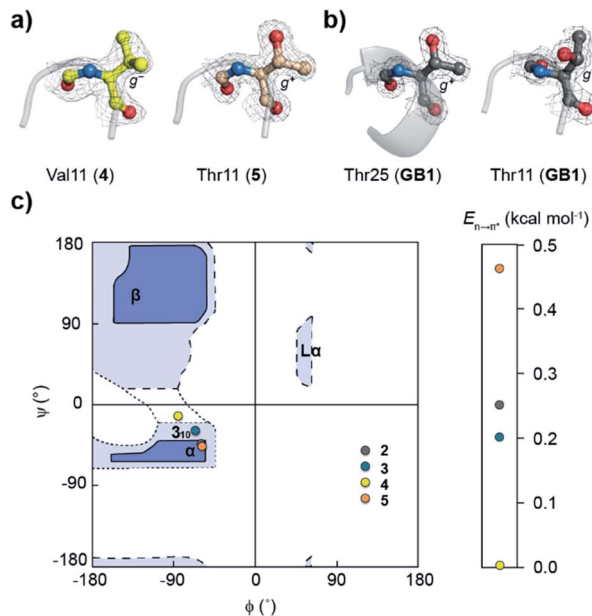 a)
b)
g⁻
g⁺
g⁺
g
Val11 (4)
Thr11 (5)
Thr25 (GB1)
Thr11 (GB1)
c)
E n→π* (kcal mol⁻¹)
180
90
0
-90
-180
ψ (°)
β
Lα
3₁₀
α
2
3
4
5
-180
-90
0
90
180
ϕ (°)
0.5
0.4
0.3
0.2
0.1
0.0